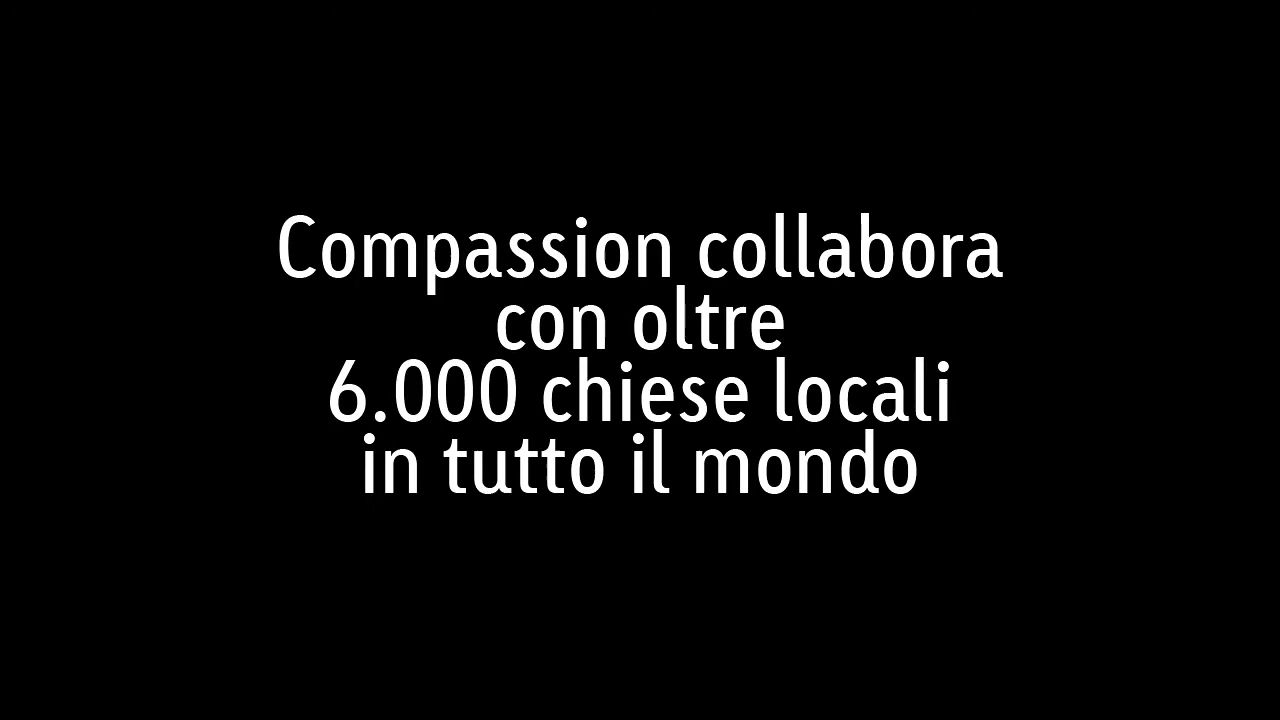 Compassion collabora
con oltre
6.000 chiese locali
in tutto il mondo